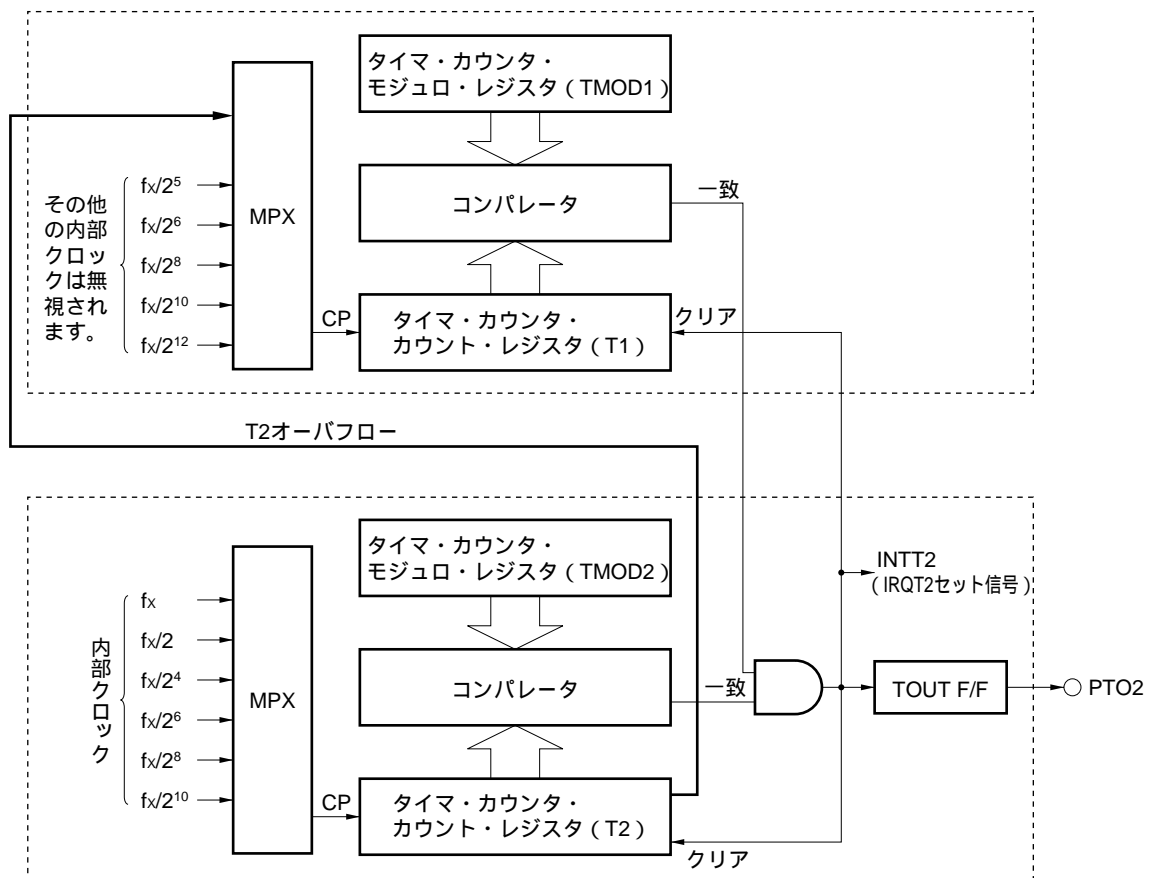 タイマ・カウンタ・
モジュロ・レジスタ（TMOD1）
MPX
コンパレータ
一致
その他
の内部
クロッ
クは無
視され
ます。
fX/2⁵
fX/2⁶
fX/2⁸
fX/2¹⁰
fX/2¹²
CP
タイマ・カウンタ・
カウント・レジスタ（T1）
クリア
T2オーバフロー
タイマ・カウンタ・
モジュロ・レジスタ（TMOD2）
INTT2
（IRQT2セット信号）
内部クロック
fX
fX/2
fX/2⁴
fX/2⁶
fX/2⁸
fX/2¹⁰
MPX
コンパレータ
一致
TOUT F/F
PTO2
CP
タイマ・カウンタ・
カウント・レジスタ（T2）
クリア